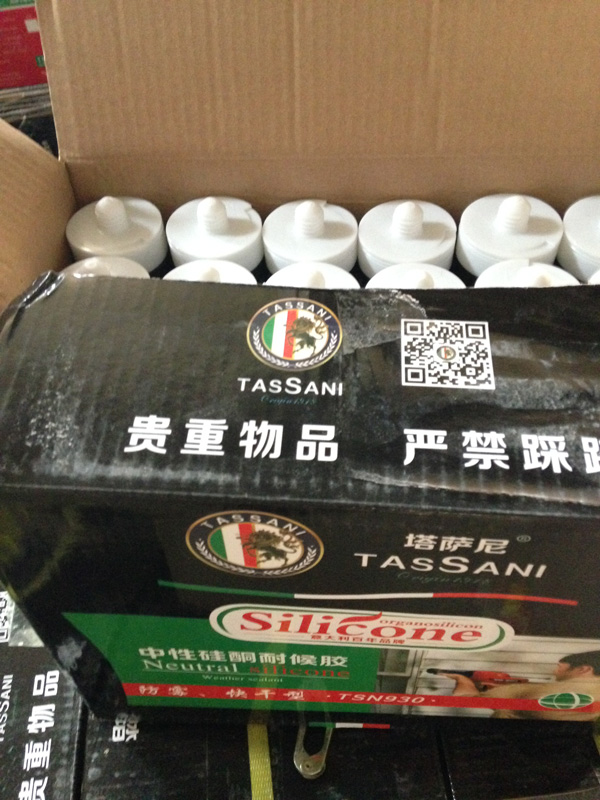 TASSANI
TASSANI
Origin1818
贵重物品 严禁踩踏
TASSANI
塔萨尼®
TASSANI
Silicone
organosilicon
意大利百年品牌
中性硅酮耐候胶
Neutral silicone
Weather sealant
防霉、快干型 ·TSN930·
TASSANI
贵重物品